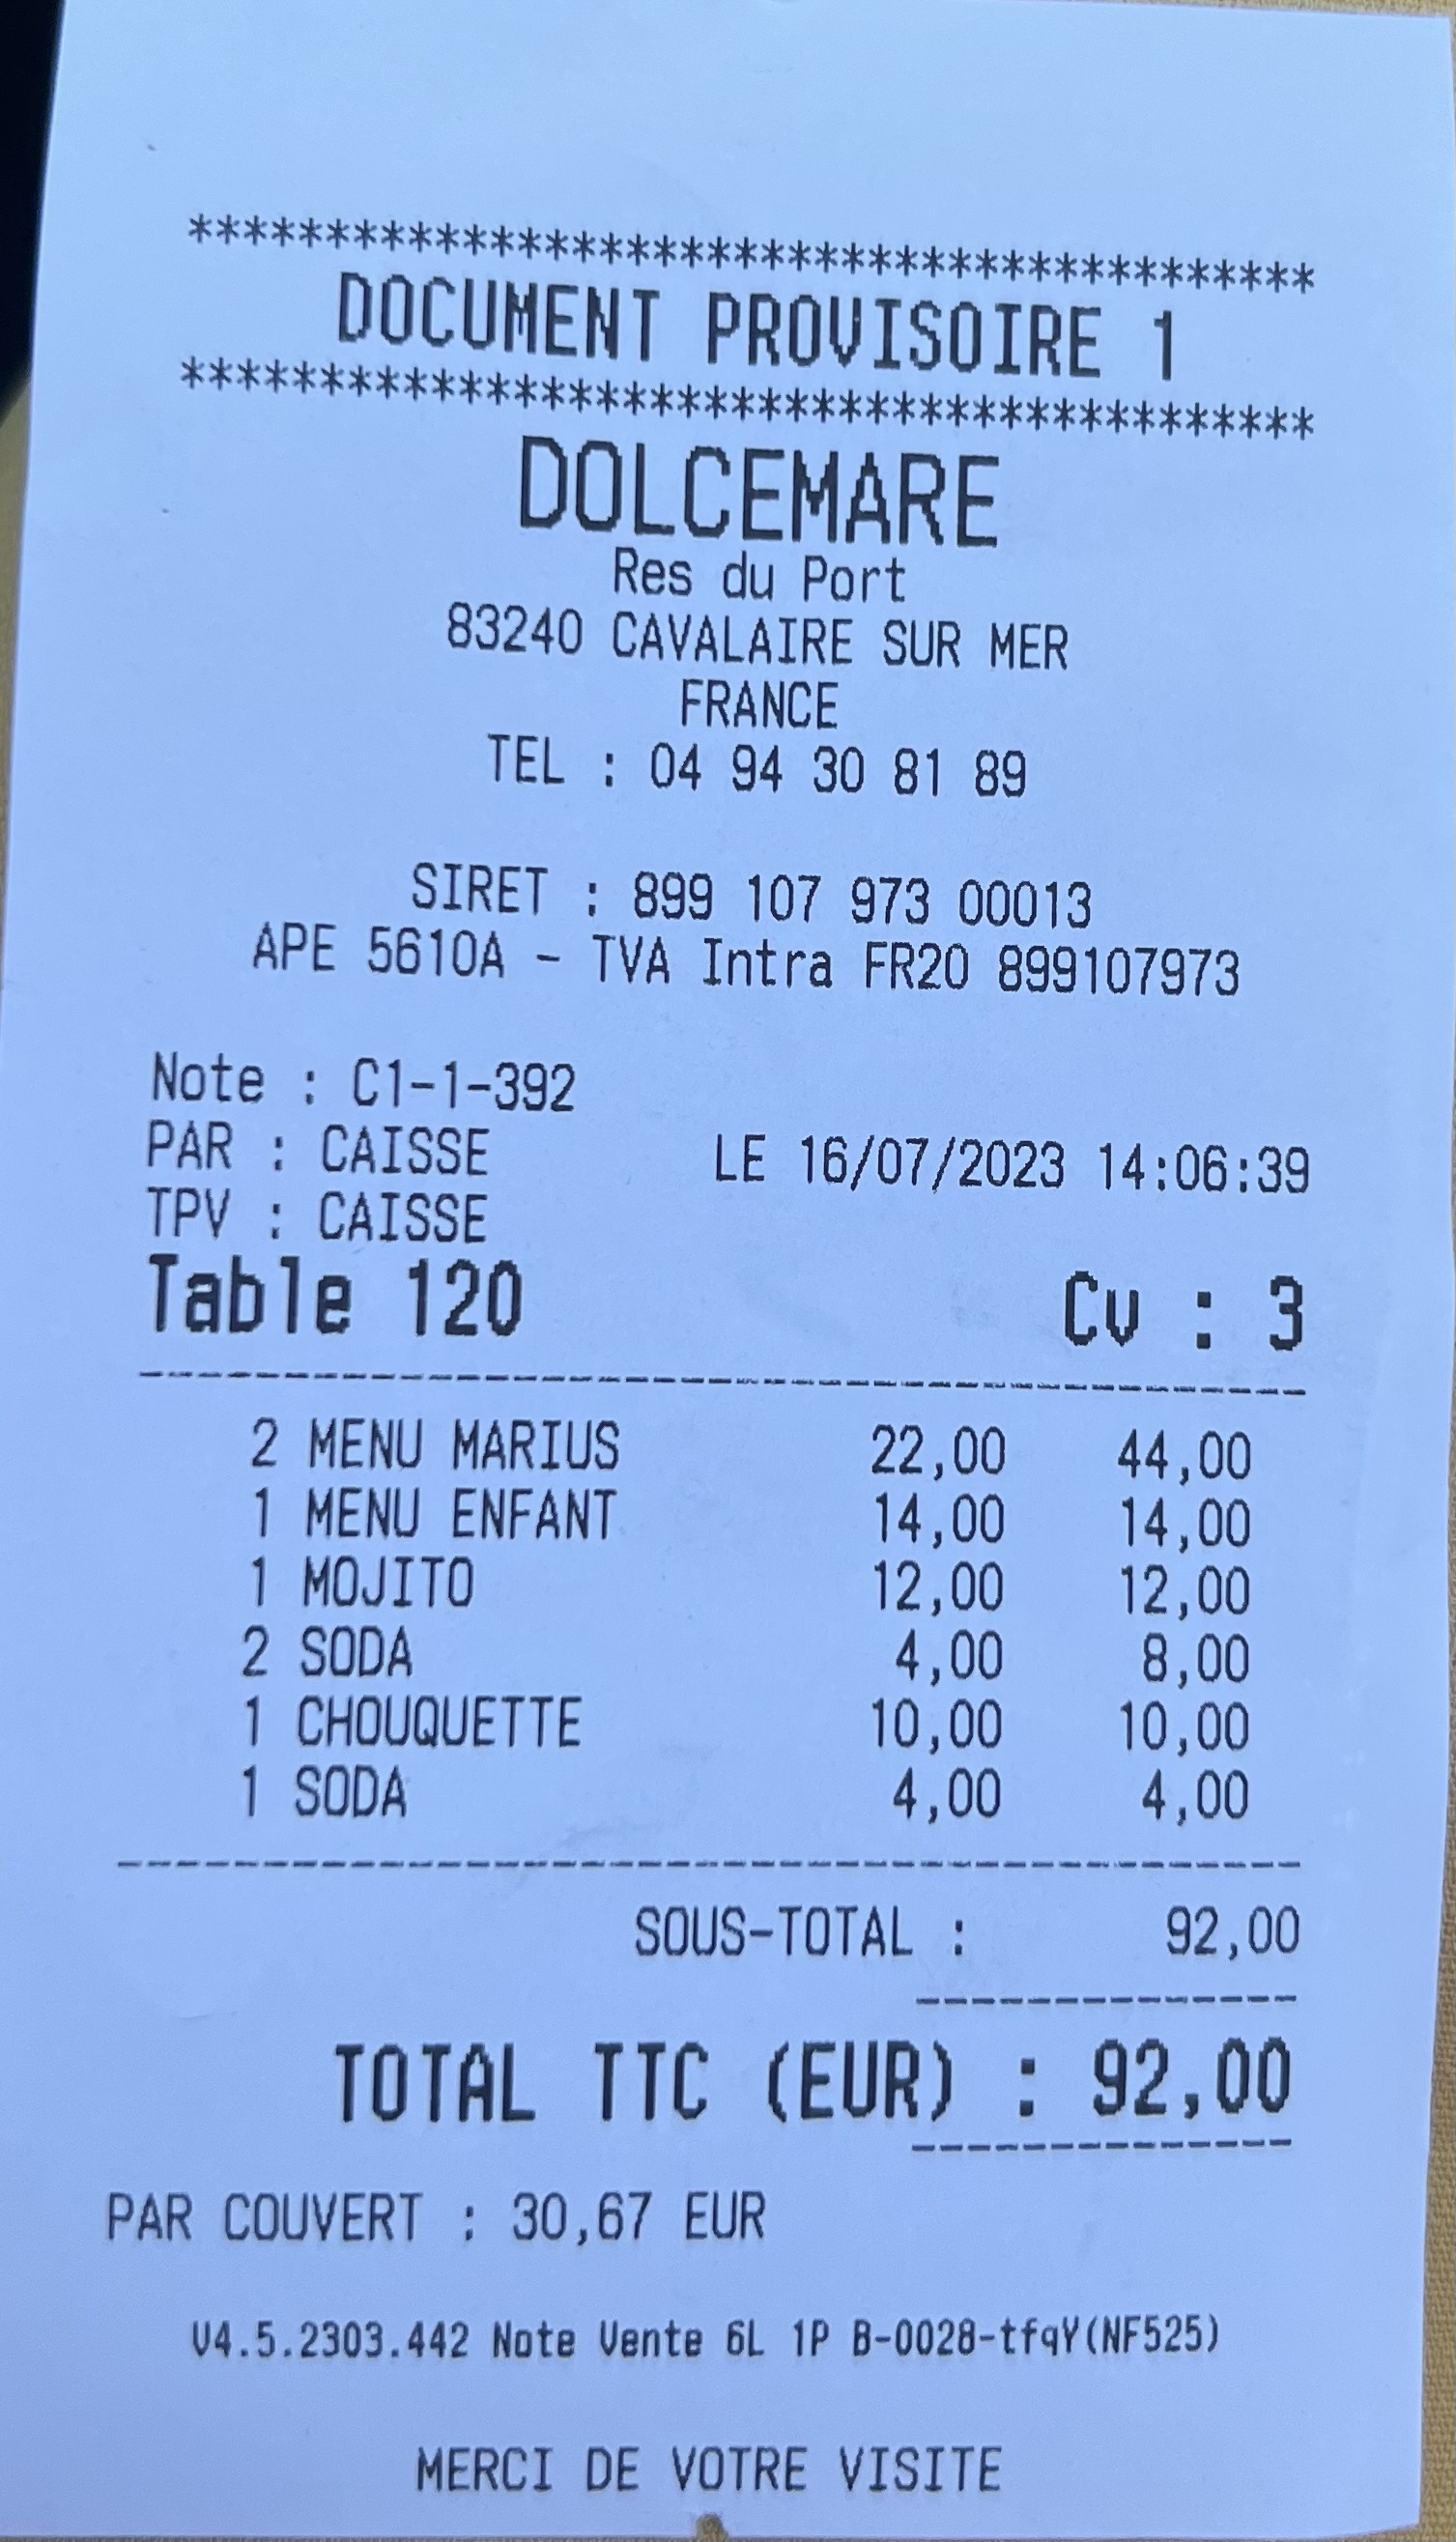 ******************************************
DOCUMENT PROVISOIRE 1
******************************************
DOLCEMARE
Res du Port
83240 CAVALAIRE SUR MER
FRANCE
TEL : 04 94 30 81 89
SIRET : 899 107 973 00013
APE 5610A - TVA Intra FR20 899107973
Note : C1-1-392
PAR : CAISSE LE 16/07/2023 14:06:39
TPV : CAISSE
Table 120 Cv : 3
2 MENU MARIUS 22,00 44,00
1 MENU ENFANT 14,00 14,00
1 MOJITO 12,00 12,00
2 SODA 4,00 8,00
1 CHOUQUETTE 10,00 10,00
1 SODA 4,00 4,00
SOUS-TOTAL : 92,00
TOTAL TTC (EUR) : 92,00
PAR COUVERT : 30,67 EUR
V4.5.2303.442 Note Vente 6L 1P B-0028-tfqY(NF525)
MERCI DE VOTRE VISITE